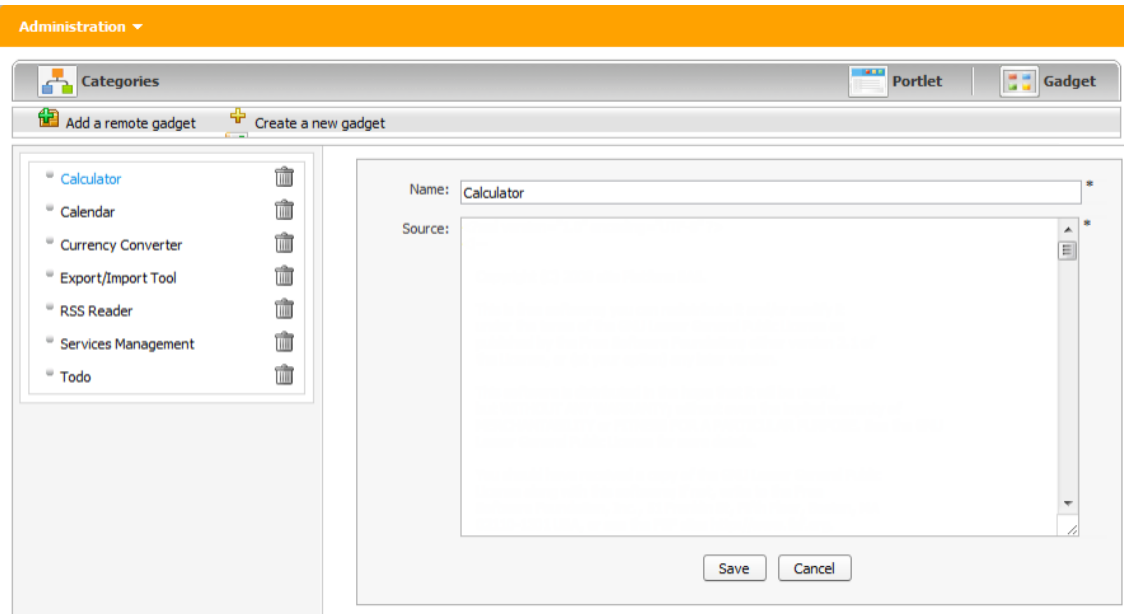 Administration
Categories Portlet Gadget
Add a remote gadget Create a new gadget
Calculator
Calendar
Currency Converter
Export/Import Tool
RSS Reader
Services Management
Todo
Name: Calculator *
Source: *
Save Cancel